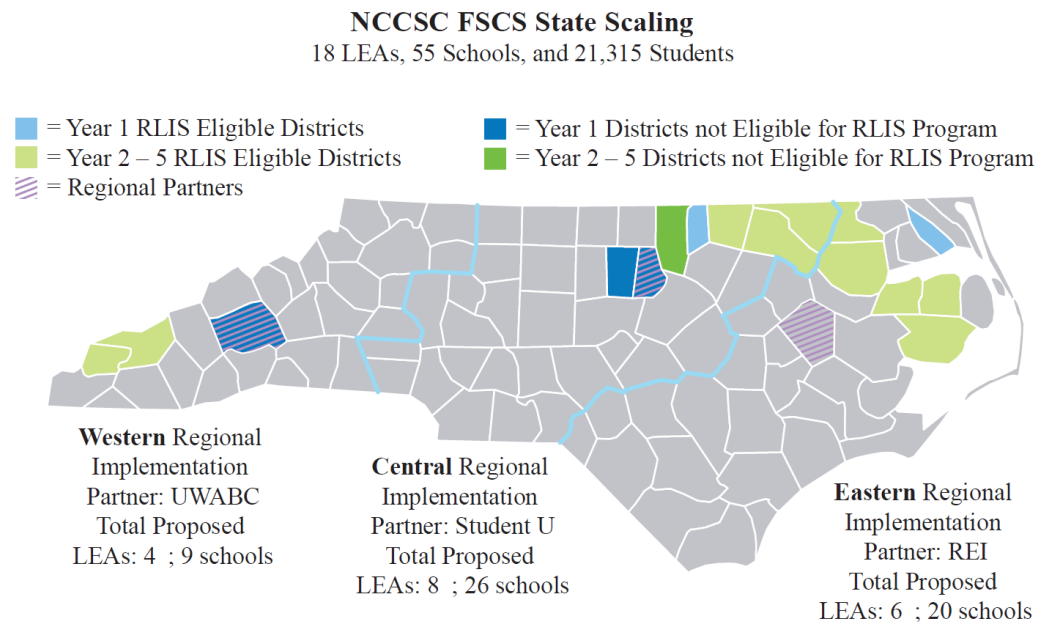 NCCSC FSCS State Scaling
18 LEAs, 55 Schools, and 21,315 Students
= Year 1 RLIS Eligible Districts
= Year 2 – 5 RLIS Eligible Districts
= Regional Partners
= Year 1 Districts not Eligible for RLIS Program
= Year 2 – 5 Districts not Eligible for RLIS Program
Western Regional
Implementation
Partner: UWABC
Total Proposed
LEAs: 4 ; 9 schools
Central Regional
Implementation
Partner: Student U
Total Proposed
LEAs: 8 ; 26 schools
Eastern Regional
Implementation
Partner: REI
Total Proposed
LEAs: 6 ; 20 schools